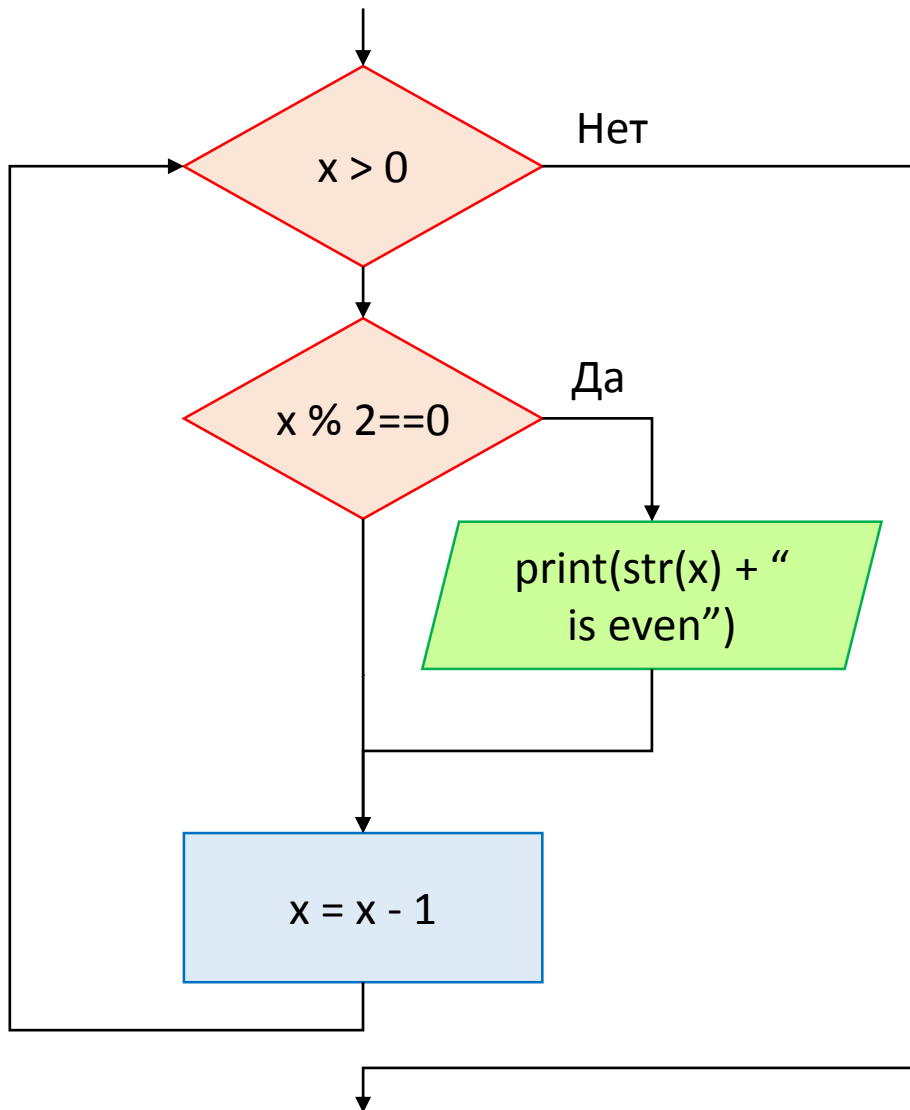 Нет
x > 0
Да
x % 2==0
print(str(x) + “
is even”)
x = x - 1